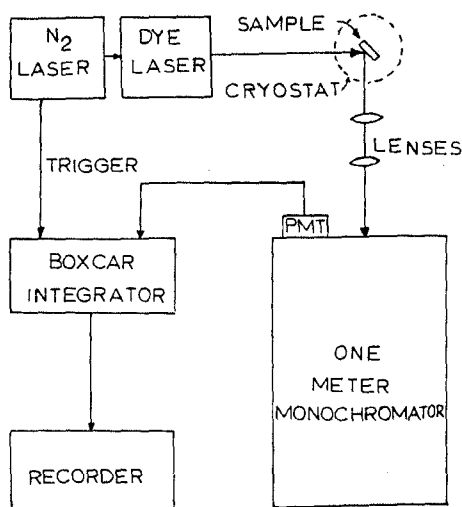 N2
LASER
DYE
LASER
SAMPLE
CRYOSTAT
LENSES
TRIGGER
PMT
BOXCAR
INTEGRATOR
ONE
METER
MONOCHROMATOR
RECORDER